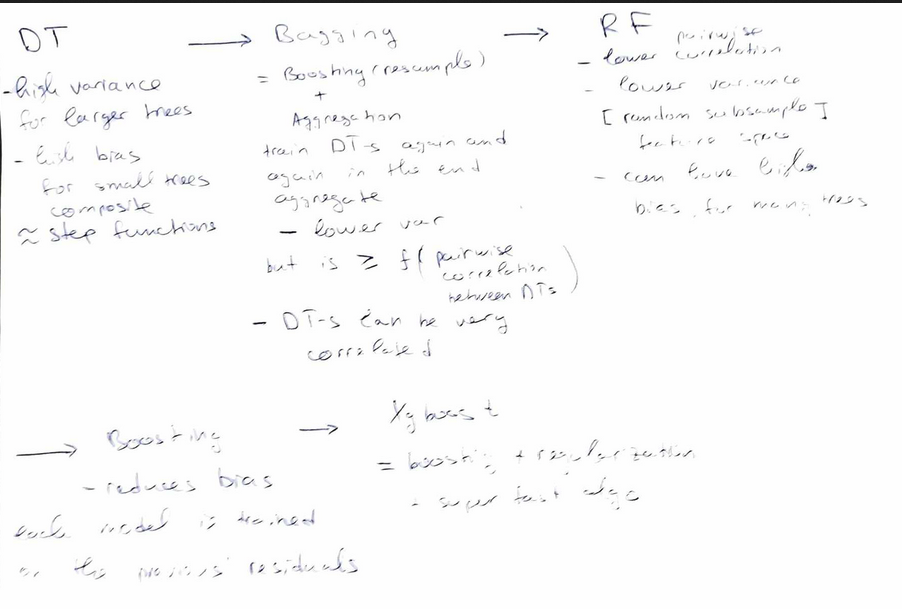 DT → Bagging → RF
- high variance
for larger trees
- high bias
for small trees
composite
≈ step functions
= Boosting (resample)
+
Aggregation
train DT-s again and
again in the end
aggregate
- lower var
but is ≥ f( pairwise
correlation
between DTs )
- DT-s can be very
correlated
pairwise
- lower correlation
- lower variance
[ random subsample ]
feature space
- can have higher
bias for many trees
→ Boosting → Xgboost
- reduces bias
each model is trained
on the previous residuals
= boosting + regularization
- super fast algo